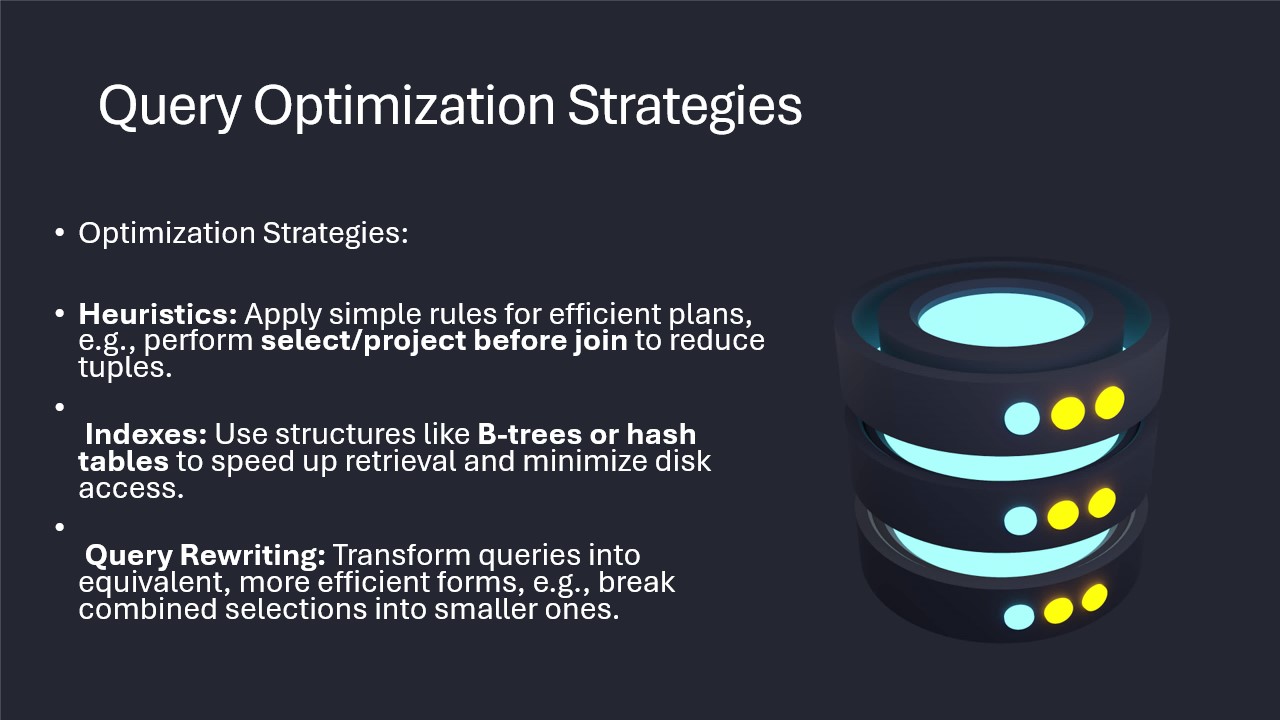 Query Optimization Strategies
• Optimization Strategies:
• Heuristics: Apply simple rules for efficient plans,
e.g., perform select/project before join to reduce
tuples.
•
Indexes: Use structures like B-trees or hash
tables to speed up retrieval and minimize disk
access.
•
Query Rewriting: Transform queries into
equivalent, more efficient forms, e.g., break
combined selections into smaller ones.